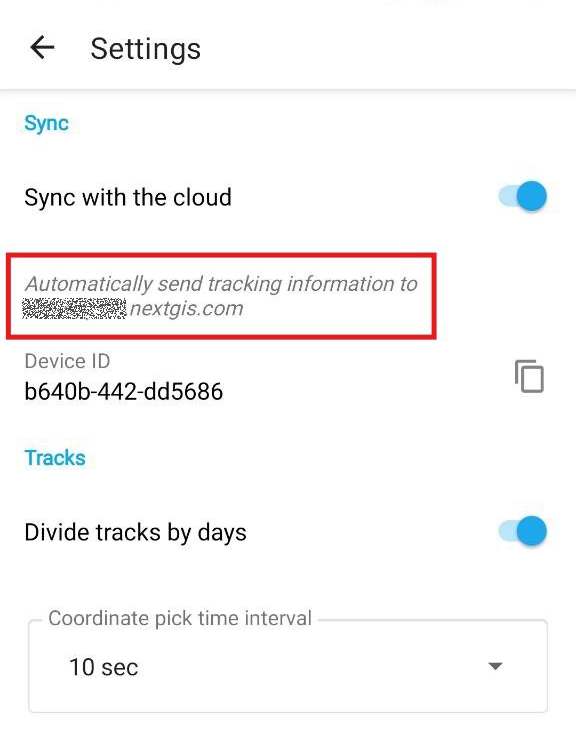 Settings
Sync
Sync with the cloud
Automatically send tracking information to
.nextgis.com
Device ID
b640b-442-dd5686
Tracks
Divide tracks by days
Coordinate pick time interval
10 sec